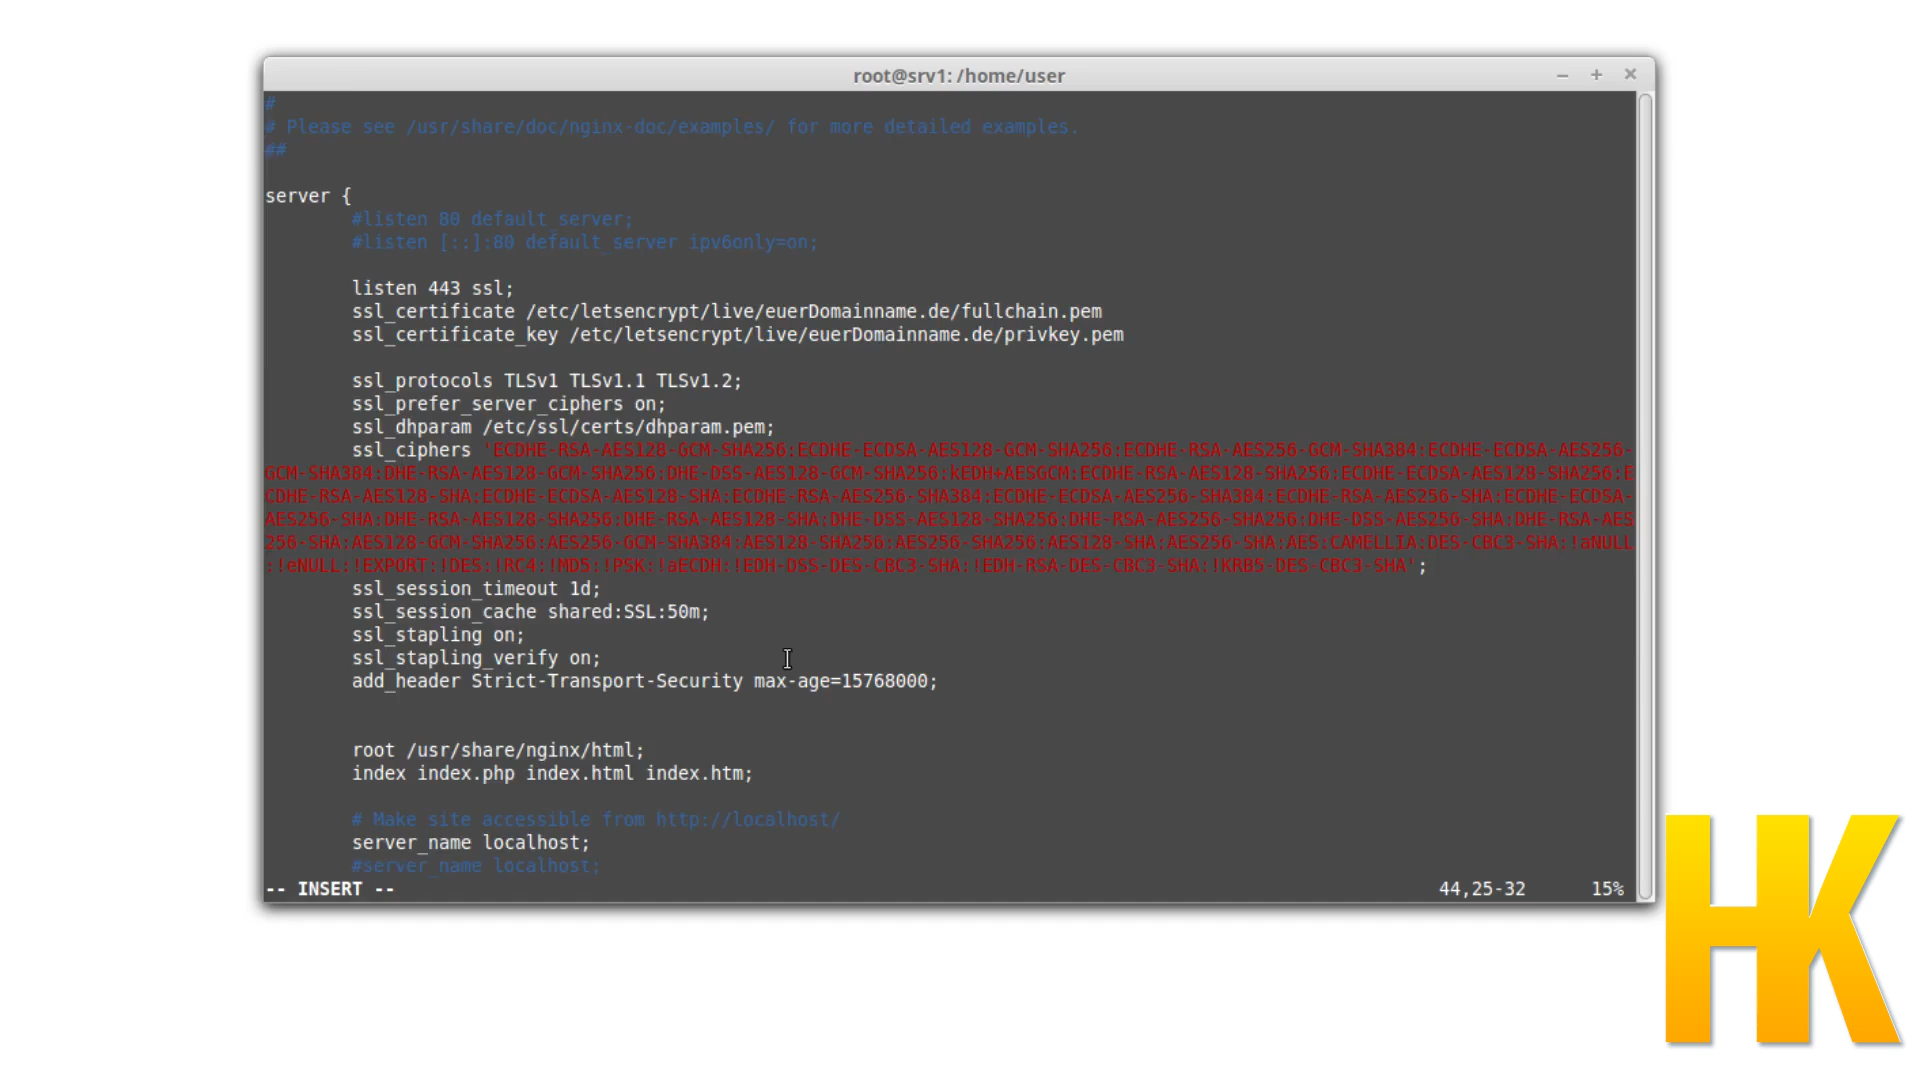 root@srv1: /home/user
#
# Please see /usr/share/doc/nginx-doc/examples/ for more detailed examples.
##
server {
#listen 80 default_server;
#listen [::]:80 default_server ipv6only=on;
listen 443 ssl;
ssl_certificate /etc/letsencrypt/live/euerDomainname.de/fullchain.pem
ssl_certificate_key /etc/letsencrypt/live/euerDomainname.de/privkey.pem
ssl_protocols TLSv1 TLSv1.1 TLSv1.2;
ssl_prefer_server_ciphers on;
ssl_dhparam /etc/ssl/certs/dhparam.pem;
ssl_ciphers 'ECDHE-RSA-AES128-GCM-SHA256:ECDHE-ECDSA-AES128-GCM-SHA256:ECDHE-RSA-AES256-GCM-SHA384:ECDHE-ECDSA-AES256-
GCM-SHA384:DHE-RSA-AES128-GCM-SHA256:DHE-DSS-AES128-GCM-SHA256:kEDH+AESGCM:ECDHE-RSA-AES128-SHA256:ECDHE-ECDSA-AES128-SHA256:E
CDHE-RSA-AES128-SHA:ECDHE-ECDSA-AES128-SHA:ECDHE-RSA-AES256-SHA384:ECDHE-ECDSA-AES256-SHA384:ECDHE-RSA-AES256-SHA:ECDHE-ECDSA-
AES256-SHA:DHE-RSA-AES128-SHA256:DHE-RSA-AES128-SHA:DHE-DSS-AES128-SHA256:DHE-RSA-AES256-SHA256:DHE-DSS-AES256-SHA:DHE-RSA-AES
256-SHA:AES128-GCM-SHA256:AES256-GCM-SHA384:AES128-SHA256:AES256-SHA256:AES128-SHA:AES256-SHA:AES:CAMELLIA:DES-CBC3-SHA:!aNULL
:!eNULL:!EXPORT:!DES:!RC4:!MD5:!PSK:!aECDH:!EDH-DSS-DES-CBC3-SHA:!EDH-RSA-DES-CBC3-SHA:!KRB5-DES-CBC3-SHA';
ssl_session_timeout 1d;
ssl_session_cache shared:SSL:50m;
ssl_stapling on;
ssl_stapling_verify on;
add_header Strict-Transport-Security max-age=15768000;
root /usr/share/nginx/html;
index index.php index.html index.htm;
# Make site accessible from http://localhost/
server_name localhost;
#server_name localhost;
-- INSERT -- 44,25-32 15%
HK